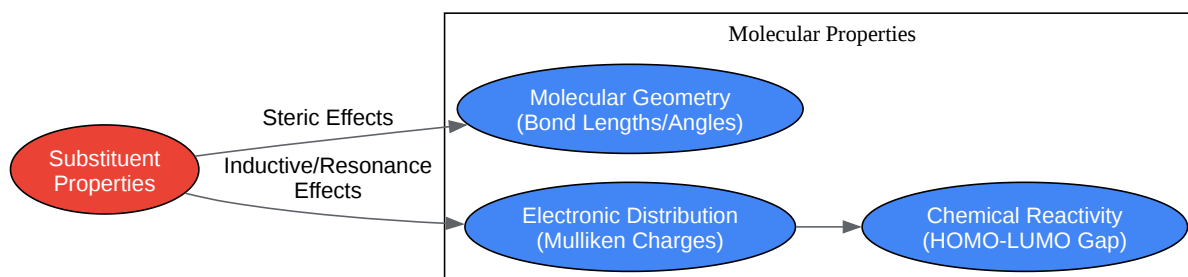 Molecular Properties
Molecular Geometry
(Bond Lengths/Angles)
Steric Effects
Substituent
Properties
Inductive/Resonance
Effects
Electronic Distribution
(Mulliken Charges)
Chemical Reactivity
(HOMO-LUMO Gap)